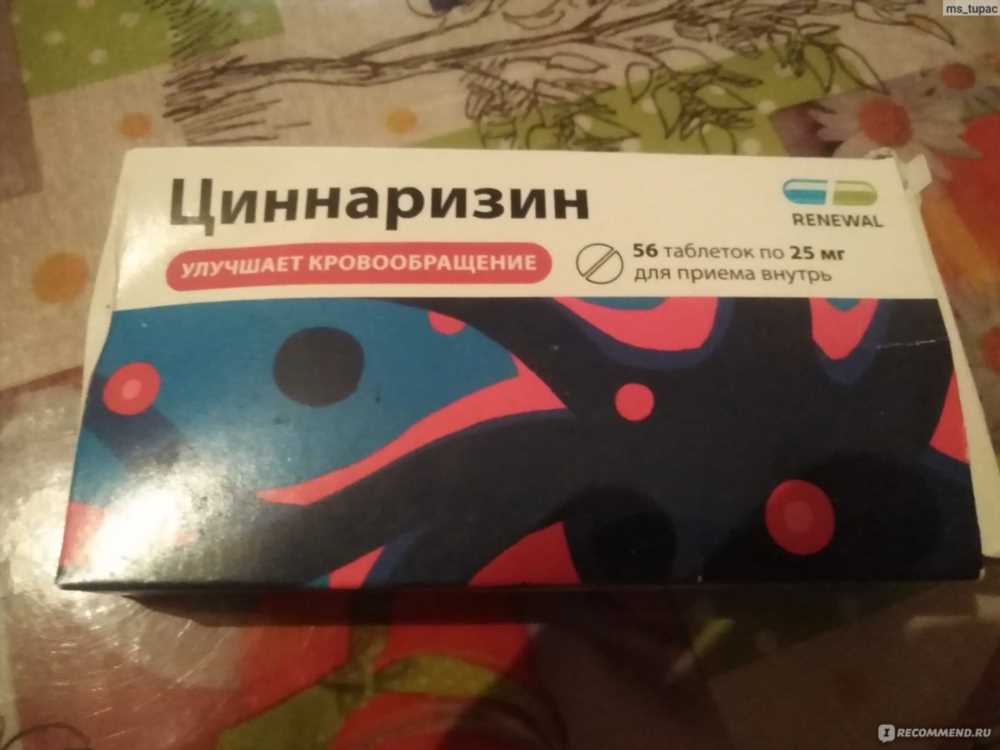 ms_tupac
Циннаризин
RENEWAL
УЛУЧШАЕТ КРОВООБРАЩЕНИЕ
56 таблеток по 25 мг
для приема внутрь
IRECOMMEND.RU